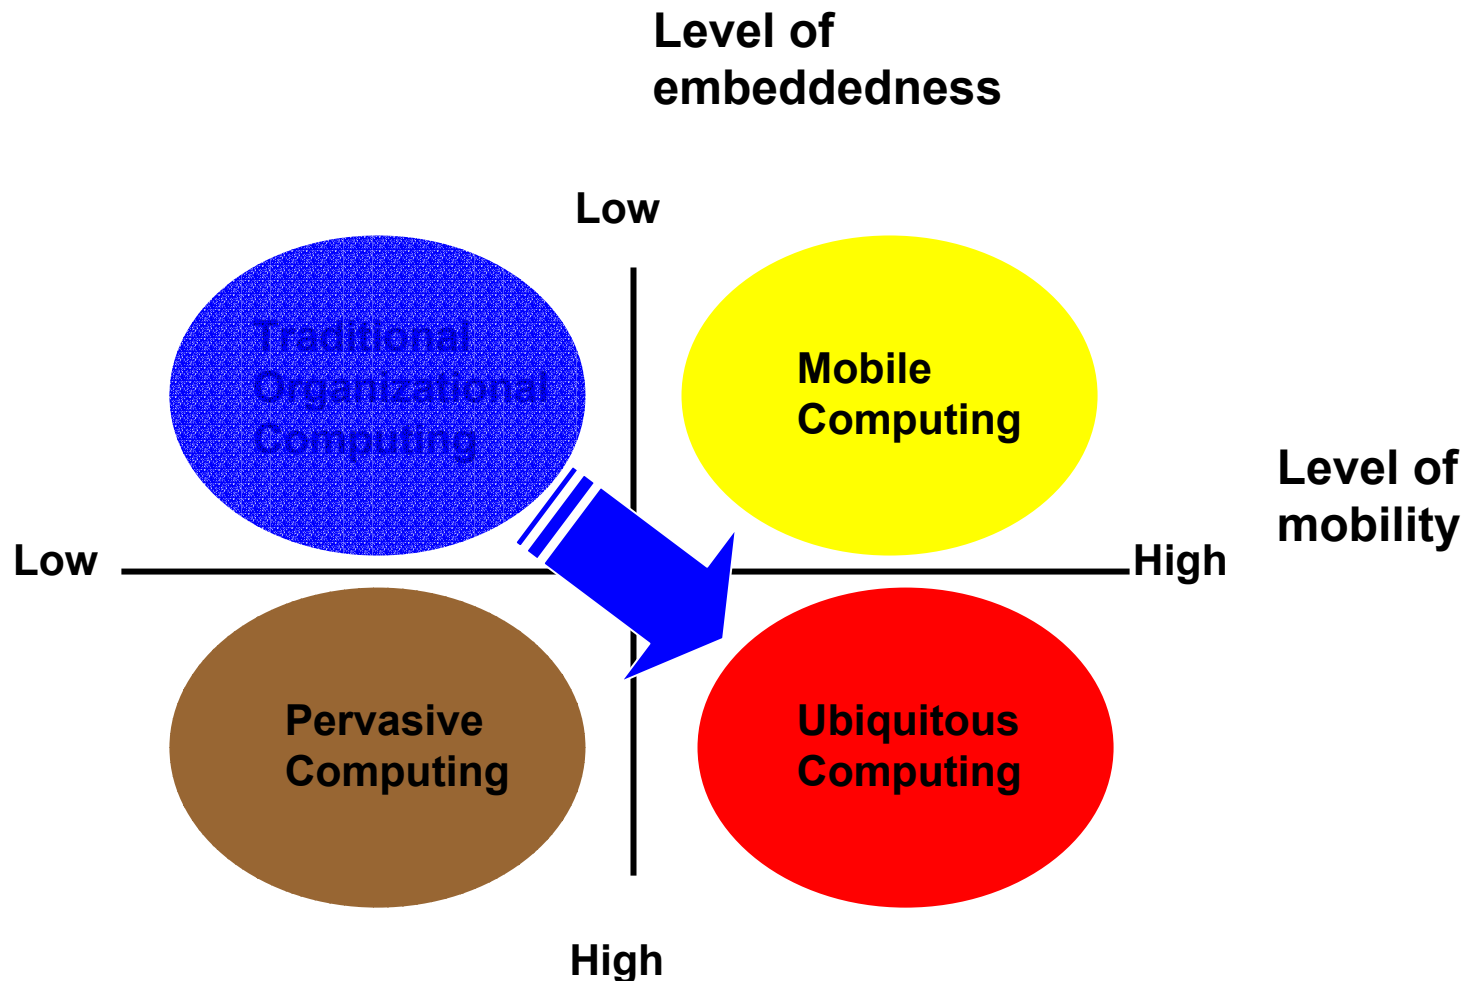 Level of
embeddedness
Low
Traditional
Organizational
Computing
Mobile
Computing
Level of
mobility
Low
High
Pervasive
Computing
Ubiquitous
Computing
High